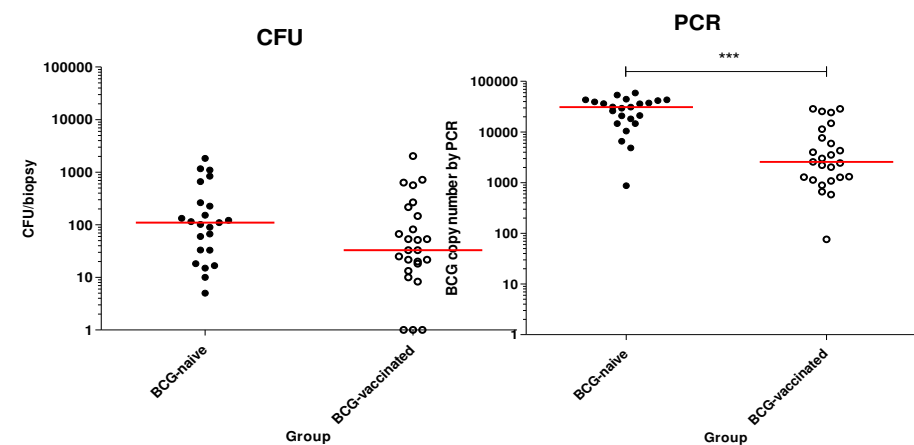 CFU
CFU/biopsy
100000
10000
1000
100
10
1
BCG-naive
BCG-vaccinated
Group
PCR
***
BCG copy number by PCR
100000
10000
1000
100
10
1
BCG-naive
BCG-vaccinated
Group